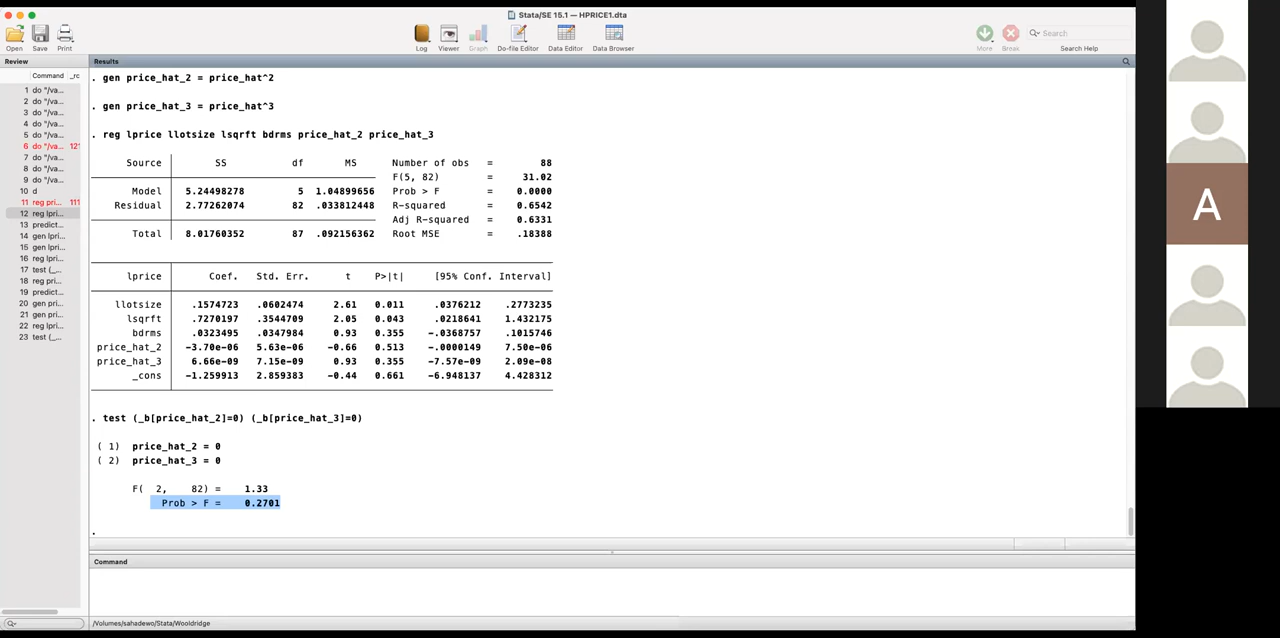 Stata/SE 15.1 — HPRICE1.dta
Open Save Print Log Viewer Graph Do-file Editor Data Editor Data Browser More Break Search Search Help
Review Results
Command _rc
1 do "/va...
2 do "/va...
3 do "/va...
4 do "/va...
5 do "/va...
6 do "/va... 12
7 do "/va...
8 do "/va...
9 do "/va...
10 d
11 reg pri... 111
12 reg lpri...
13 predict...
14 gen lpri...
15 gen lpri...
16 reg lpri...
17 test (_...
18 reg pri...
19 predict...
20 gen pri...
21 gen pri...
22 reg lpri...
23 test (_...
. gen price_hat_2 = price_hat^2
. gen price_hat_3 = price_hat^3
. reg lprice llotsize lsqrft bdrms price_hat_2 price_hat_3
Source SS df MS Number of obs = 88
F(5, 82) = 31.02
Model 5.24498278 5 1.04899656 Prob > F = 0.0000
Residual 2.77262074 82 .033812448 R-squared = 0.6542
Adj R-squared = 0.6331
Total 8.01760352 87 .092156362 Root MSE = .18388
lprice Coef. Std. Err. t P>|t| [95% Conf. Interval]
llotsize .1574723 .0602474 2.61 0.011 .0376212 .2773235
lsqrft .7270197 .3544709 2.05 0.043 .0218641 1.432175
bdrms .0323495 .0347984 0.93 0.355 -.0368757 .1015746
price_hat_2 -3.70e-06 5.63e-06 -0.66 0.513 -.0000149 7.50e-06
price_hat_3 6.66e-09 7.15e-09 0.93 0.355 -7.57e-09 2.09e-08
_cons -1.259913 2.859383 -0.44 0.661 -6.948137 4.428312
. test (_b[price_hat_2]=0) (_b[price_hat_3]=0)
( 1) price_hat_2 = 0
( 2) price_hat_3 = 0
F( 2, 82) = 1.33
Prob > F = 0.2701
.
Command
/Volumes/sahadewo/Stata/Wooldridge
A